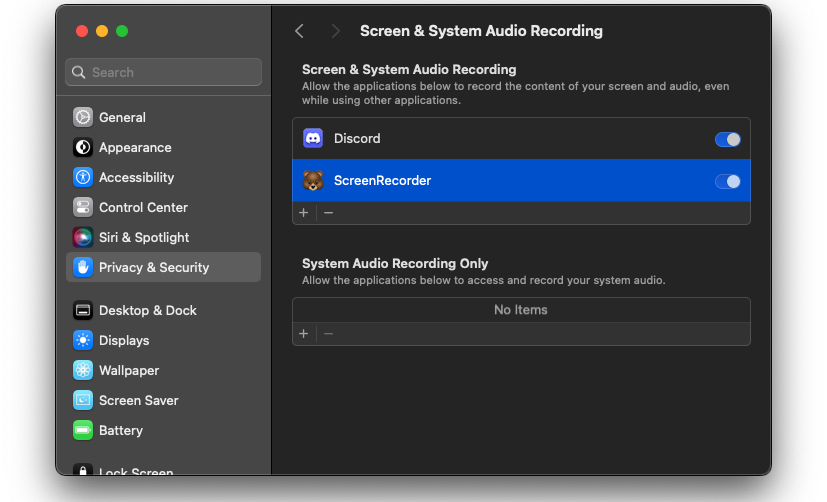 Screen & System Audio Recording
Search
General
Appearance
Accessibility
Control Center
Siri & Spotlight
Privacy & Security
Desktop & Dock
Displays
Wallpaper
Screen Saver
Battery
Lock Screen
Screen & System Audio Recording
Allow the applications below to record the content of your screen and audio, even
while using other applications.
Discord
ScreenRecorder
+ −
System Audio Recording Only
Allow the applications below to access and record your system audio.
No Items
+ −